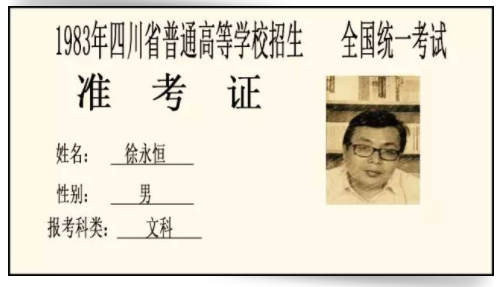 1983年四川省普通高等学校招生 全国统一考试
准考证
姓名： 徐永恒
性别： 男
报考科类： 文科